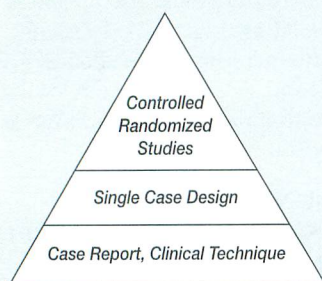 Controlled
Randomized
Studies
Single Case Design
Case Report, Clinical Technique